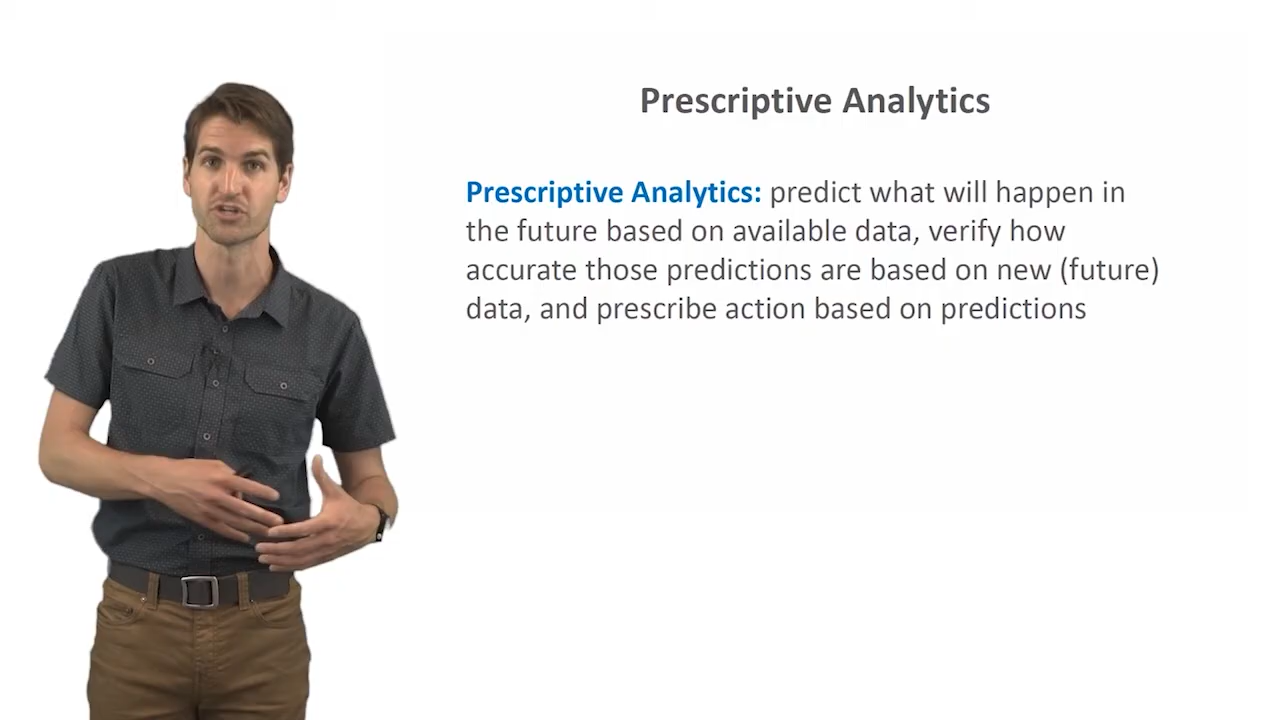 Prescriptive Analytics
Prescriptive Analytics: predict what will happen in
the future based on available data, verify how
accurate those predictions are based on new (future)
data, and prescribe action based on predictions